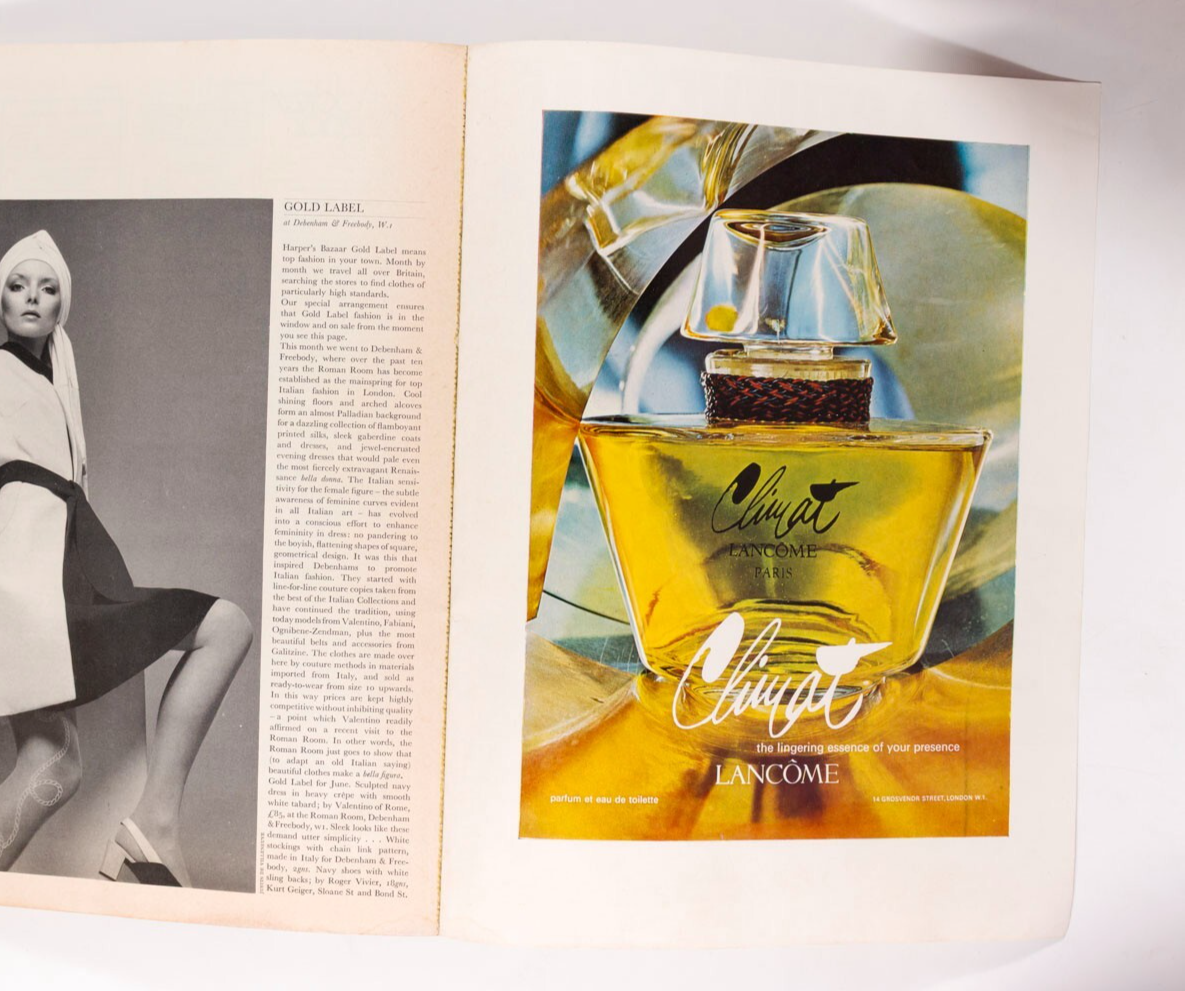 GOLD LABEL
at Debenham & Freebody, W.1
Harper's Bazaar Gold Label means
top fashion in your town. Month by
month we travel all over Britain,
searching the stores to find clothes of
particularly high standards.
Our special arrangement ensures
that Gold Label fashion is in the
window and on sale from the moment
you see this page.
This month we went to Debenham &
Freebody, where over the past ten
years the Roman Room has become
established as the mainspring for top
Italian fashion in London. Cool
shining floors and arched alcoves
form an almost Palladian background
for a dazzling collection of flamboyant
printed silks, sleek gaberdine coats
and dresses, and jewel-encrusted
evening dresses that would pale even
the most fiercely extravagant Renais-
sance bella donna. The Italian sensi-
tivity for the female figure – the subtle
awareness of feminine curves evident
in all Italian art – has evolved
into a conscious effort to enhance
femininity in dress: no pandering to
the boyish, flattening shapes of square,
geometrical design. It was this that
inspired Debenhams to promote
Italian fashion. They started with
line-for-line couture copies taken from
the best of the Italian Collections and
have continued the tradition, using
today models from Valentino, Fabiani,
Ognibene-Zendman, plus the most
beautiful belts and accessories from
Galitzine. The clothes are made over
here by couture methods in materials
imported from Italy, and sold as
ready-to-wear from size 10 upwards.
In this way prices are kept highly
competitive without inhibiting quality
– a point which Valentino readily
affirmed on a recent visit to the
Roman Room. In other words, the
Roman Room just goes to show that
(to adapt an old Italian saying)
beautiful clothes make a bella figura.
Gold Label for June. Sculpted navy
dress in heavy crêpe with smooth
white tabard; by Valentino of Rome,
£85, at the Roman Room, Debenham
& Freebody, W1. Sleek looks like these
demand utter simplicity . . . White
stockings with chain link pattern,
made in Italy for Debenham & Free-
body, 2gns. Navy shoes with white
sling backs; by Roger Vivier, 18gns,
Kurt Geiger, Sloane St and Bond St.
Climat
LANCÔME
PARIS
Climat
the lingering essence of your presence
LANCÔME
parfum et eau de toilette
14 GROSVENOR STREET, LONDON W.1.